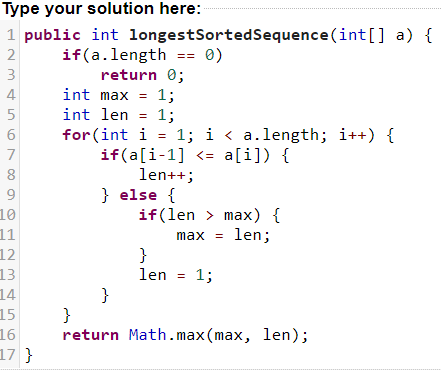 Type your solution here:
1 public int longestSortedSequence(int[] a) {
2     if(a.length == 0)
3         return 0;
4     int max = 1;
5     int len = 1;
6     for(int i = 1; i < a.length; i++) {
7         if(a[i-1] <= a[i]) {
8             len++;
9         } else {
10             if(len > max) {
11                 max = len;
12             }
13             len = 1;
14         }
15     }
16     return Math.max(max, len);
17 }